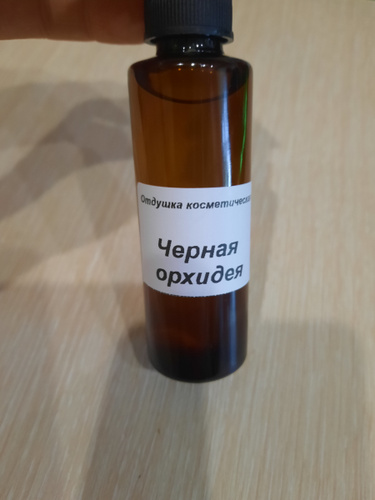 Отдушка косметическая
Черная
орхидея